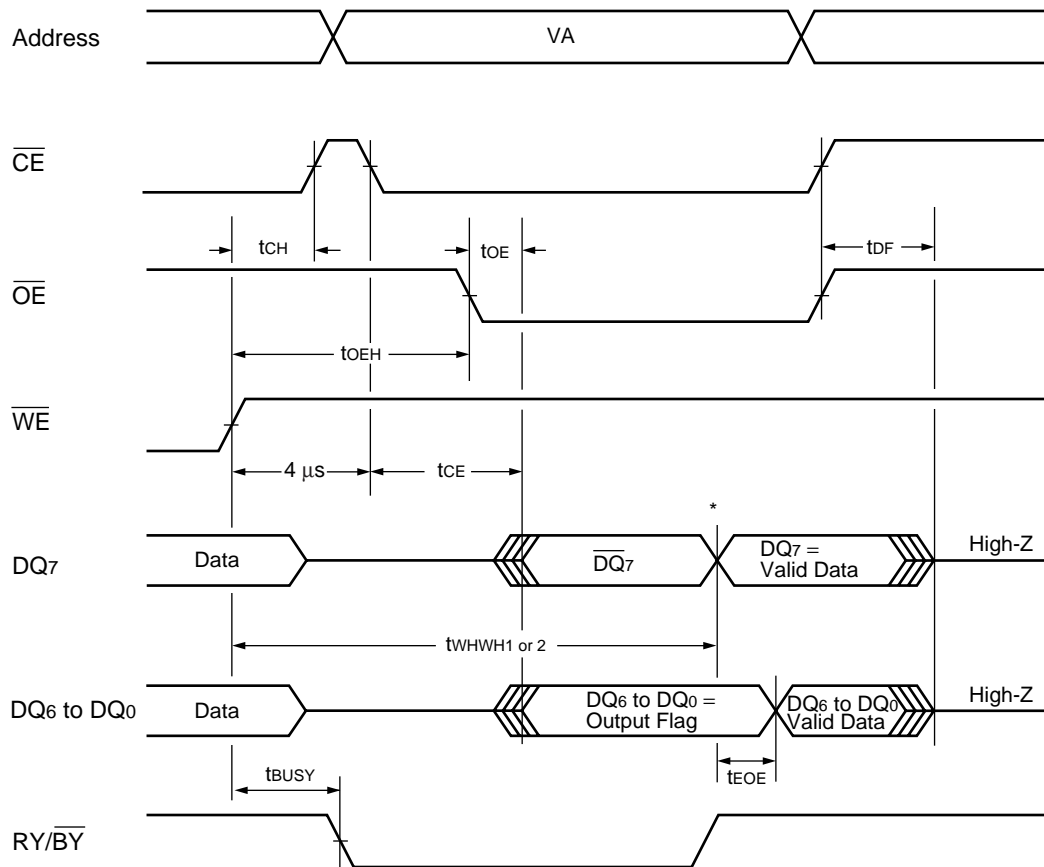 Address
VA
CE
tCH
tOE
tDF
OE
tOEH
WE
4 μs
tCE
*
DQ7
Data
DQ7
DQ7 =
Valid Data
High-Z
tWHWH1 or 2
DQ6 to DQ0
Data
DQ6 to DQ0 =
Output Flag
DQ6 to DQ0
Valid Data
High-Z
tBUSY
tEOE
RY/BY